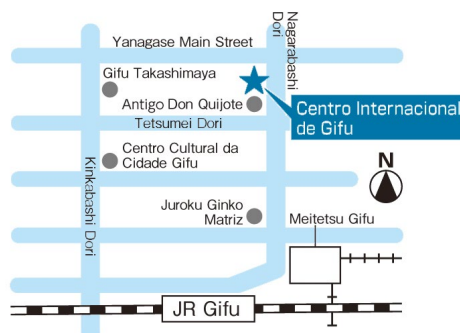 Yanagase Main Street
Nagarabashi
Dori
Gifu Takashimaya
Antigo Don Quijote
Centro Internacional
de Gifu
Tetsumei Dori
Centro Cultural da
Cidade Gifu
N
Kinkabashi Dori
Juroku Ginko
Matriz
Meitetsu Gifu
JR Gifu